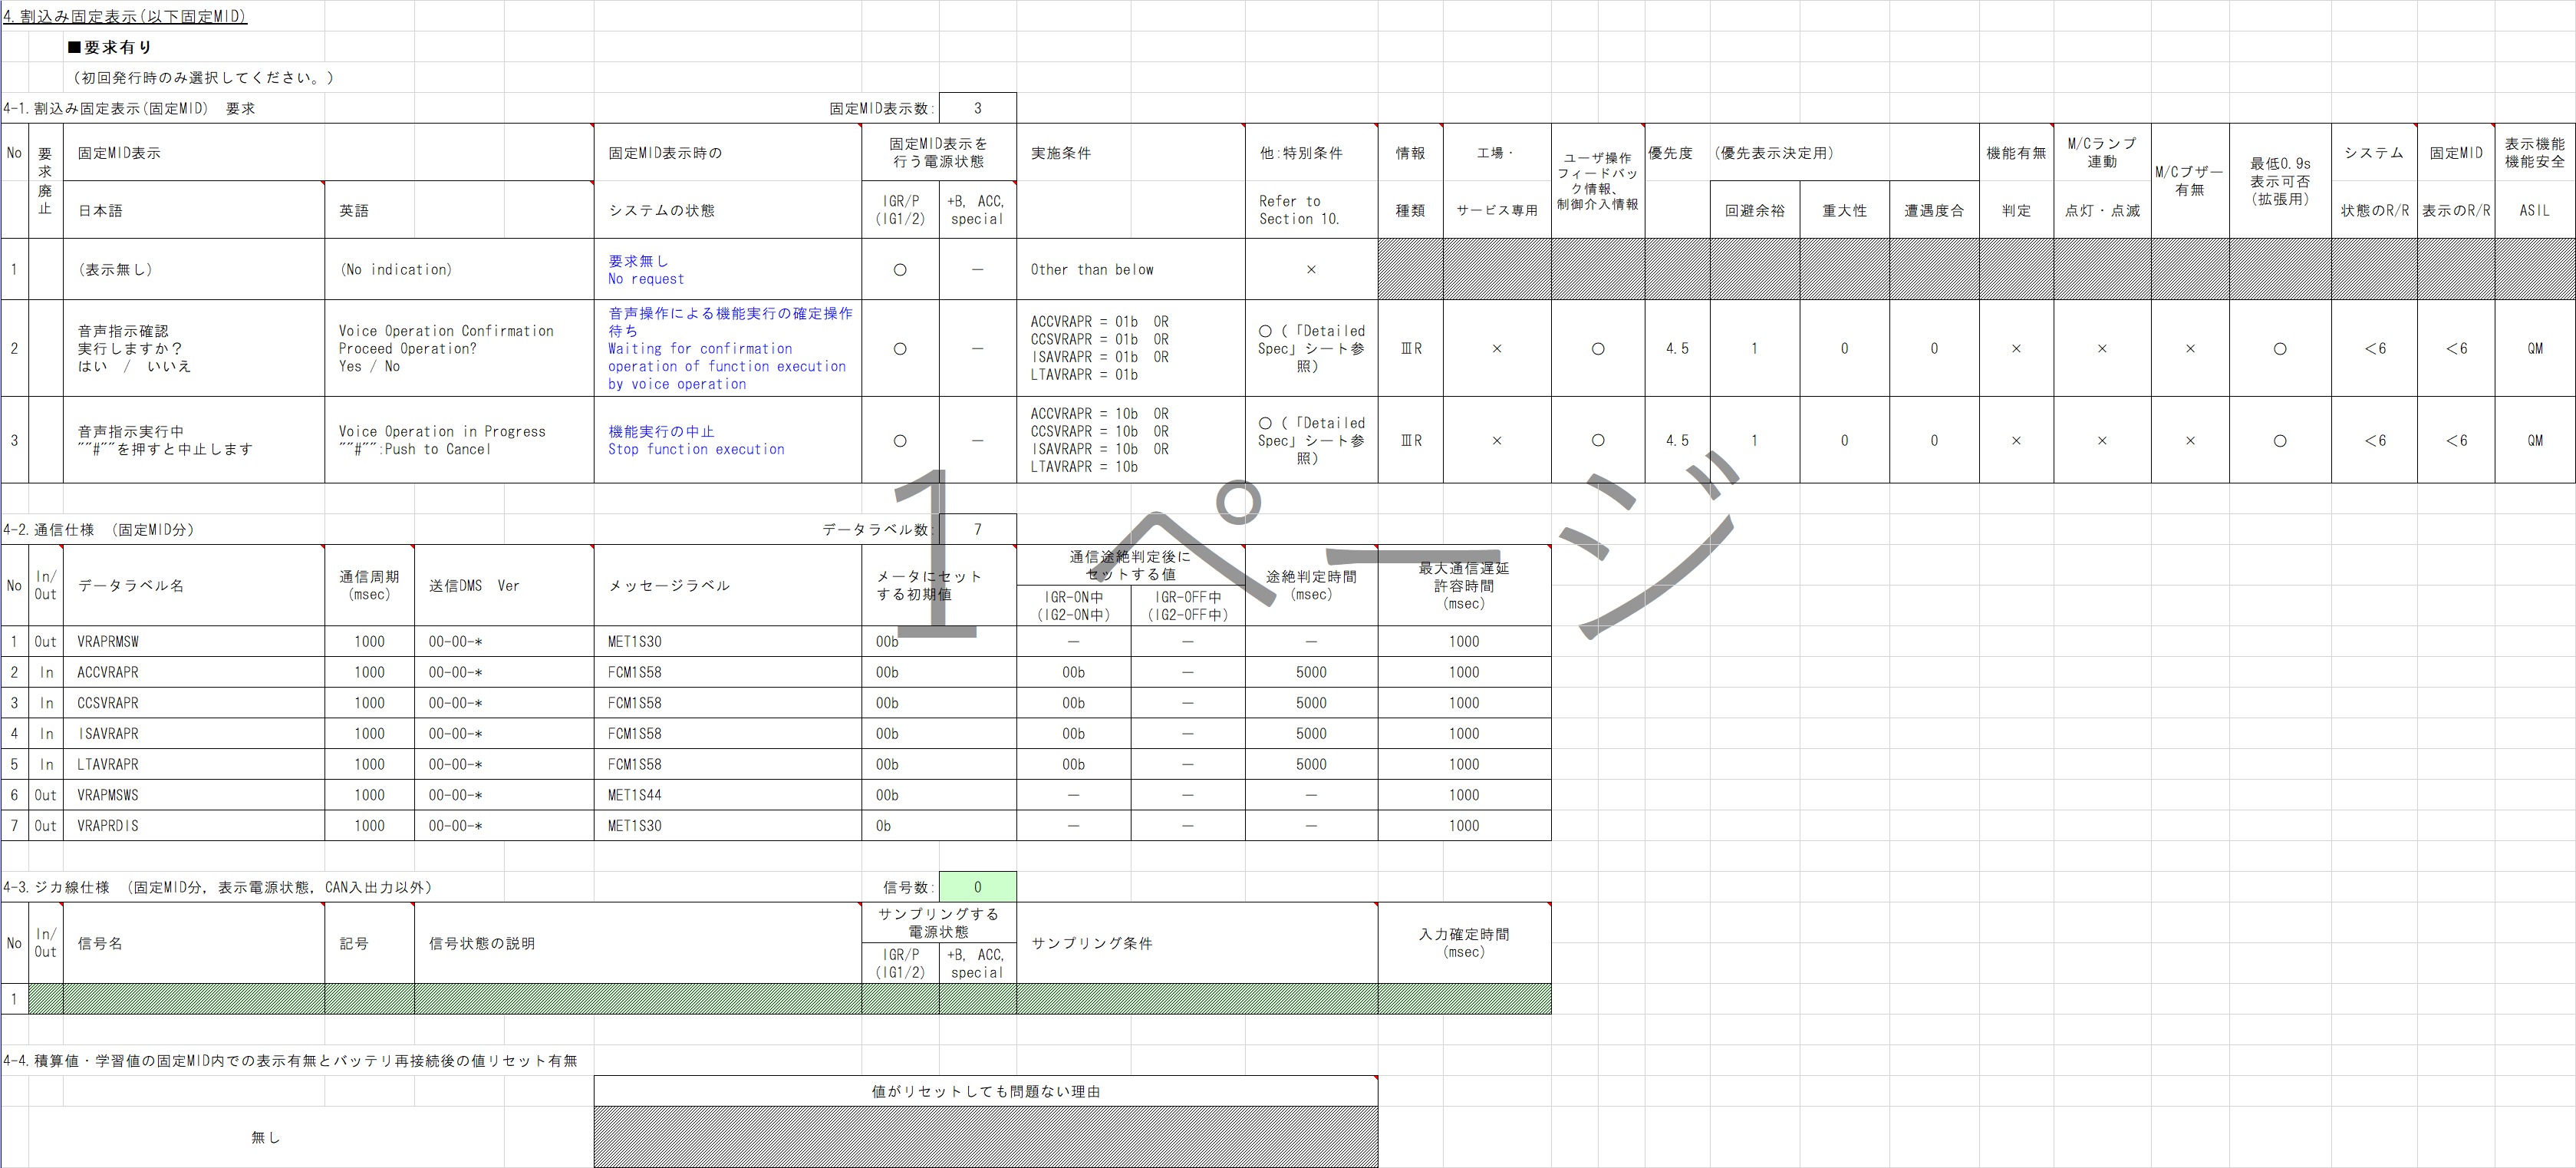 4.割込み固定表示(以下固定MID)
■要求有り
（初回発行時のみ選択してください。）
4-1.割込み固定表示(固定MID)　要求 固定MID表示数: 3
No 要求 廃止 固定MID表示 固定MID表示時の 固定MID表示を行う電源状態 実施条件 他:特別条件 情報 工場・ ユーザ操作フィードバック情報、制御介入情報 優先度 (優先表示決定用) 機能有無 M/Cランプ連動 M/Cブザー有無 最低0.9s表示可否(拡張用) システム 固定MID 表示機能機能安全
日本語 英語 システムの状態 IGR/P (IG1/2) +B, ACC, special Refer to Section 10. 種類 サービス専用 回避余裕 重大性 遭遇度合 判定 点灯・点滅 状態のR/R 表示のR/R ASIL
1 (表示無し) (No indication) 要求無し No request ○ － Other than below ×
2 音声指示確認 実行しますか？ はい / いいえ Voice Operation Confirmation Proceed Operation? Yes / No 音声操作による機能実行の確定操作待ち Waiting for confirmation operation of function execution by voice operation ○ － ACCVRAPR = 01b OR CCSVRAPR = 01b OR ISAVRAPR = 01b OR LTAVRAPR = 01b ○（「Detailed Spec」シート参照） ⅢR × ○ 4.5 1 0 0 × × × ○ ＜6 ＜6 QM
3 音声指示実行中 ""#""を押すと中止します Voice Operation in Progress ""#"":Push to Cancel 機能実行の中止 Stop function execution ○ － ACCVRAPR = 10b OR CCSVRAPR = 10b OR ISAVRAPR = 10b OR LTAVRAPR = 10b ○（「Detailed Spec」シート参照） ⅢR × ○ 4.5 1 0 0 × × × ○ ＜6 ＜6 QM
1 ページ
4-2.通信仕様　(固定MID分) データラベル数: 7
No In/Out データラベル名 通信周期 (msec) 送信DMS Ver メッセージラベル メータにセットする初期値 通信途絶判定後にセットする値 途絶判定時間 (msec) 最大通信遅延許容時間 (msec)
IGR-ON中 (IG2-ON中) IGR-OFF中 (IG2-OFF中)
1 Out VRAPRMSW 1000 00-00-* MET1S30 00b － － － 1000
2 In ACCVRAPR 1000 00-00-* FCM1S58 00b 00b － 5000 1000
3 In CCSVRAPR 1000 00-00-* FCM1S58 00b 00b － 5000 1000
4 In ISAVRAPR 1000 00-00-* FCM1S58 00b 00b － 5000 1000
5 In LTAVRAPR 1000 00-00-* FCM1S58 00b 00b － 5000 1000
6 Out VRAPMSWS 1000 00-00-* MET1S44 00b － － － 1000
7 Out VRAPRDIS 1000 00-00-* MET1S30 0b － － － 1000
4-3.ジカ線仕様　(固定MID分, 表示電源状態, CAN入出力以外) 信号数: 0
No In/Out 信号名 記号 信号状態の説明 サンプリングする電源状態 サンプリング条件 入力確定時間 (msec)
IGR/P (IG1/2) +B, ACC, special
1
4-4.積算値・学習値の固定MID内での表示有無とバッテリ再接続後の値リセット有無
値がリセットしても問題ない理由
無し